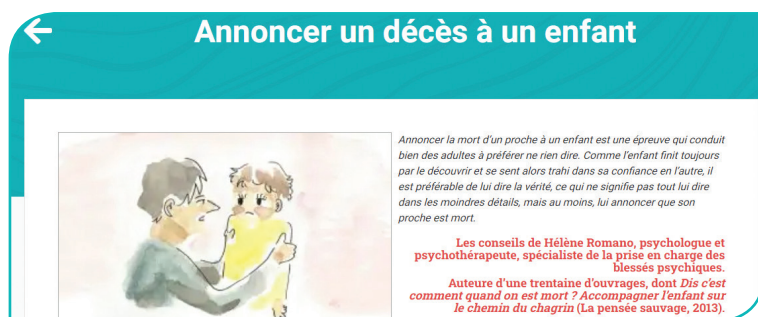 Annoncer un décès à un enfant
Annoncer la mort d'un proche à un enfant est une épreuve qui conduit
bien des adultes à préférer ne rien dire. Comme l'enfant finit toujours
par le découvrir et se sent alors trahi dans sa confiance en l'autre, il
est préférable de lui dire la vérité, ce qui ne signifie pas tout lui dire
dans les moindres détails, mais au moins, lui annoncer que son
proche est mort.
Les conseils de Hélène Romano, psychologue et
psychothérapeute, spécialiste de la prise en charge des
blessés psychiques.
Auteure d'une trentaine d'ouvrages, dont Dis c'est
comment quand on est mort ? Accompagner l'enfant sur
le chemin du chagrin (La pensée sauvage, 2013).